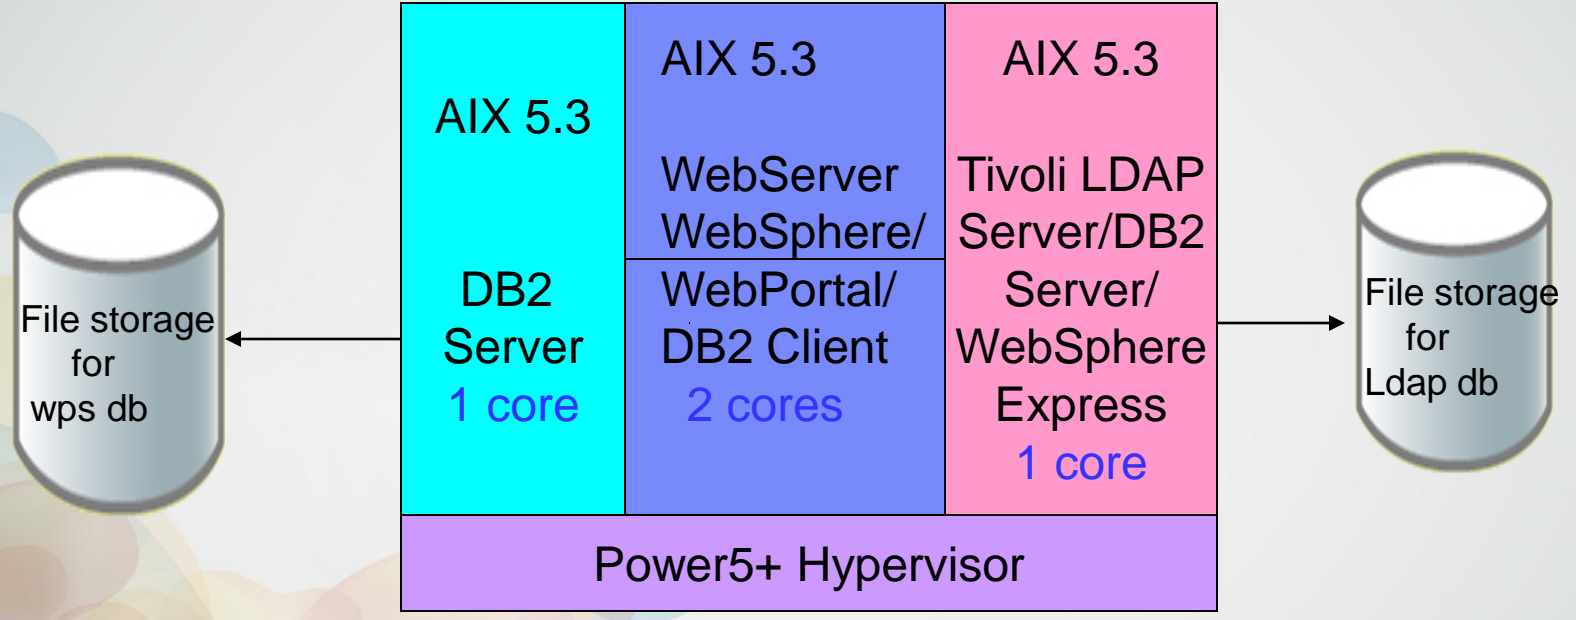 File storage
for
wps db
AIX 5.3
DB2
Server
1 core
AIX 5.3
WebServer
WebSphere/
WebPortal/
DB2 Client
2 cores
AIX 5.3
Tivoli LDAP
Server/DB2
Server/
WebSphere
Express
1 core
File storage
for
Ldap db
Power5+ Hypervisor